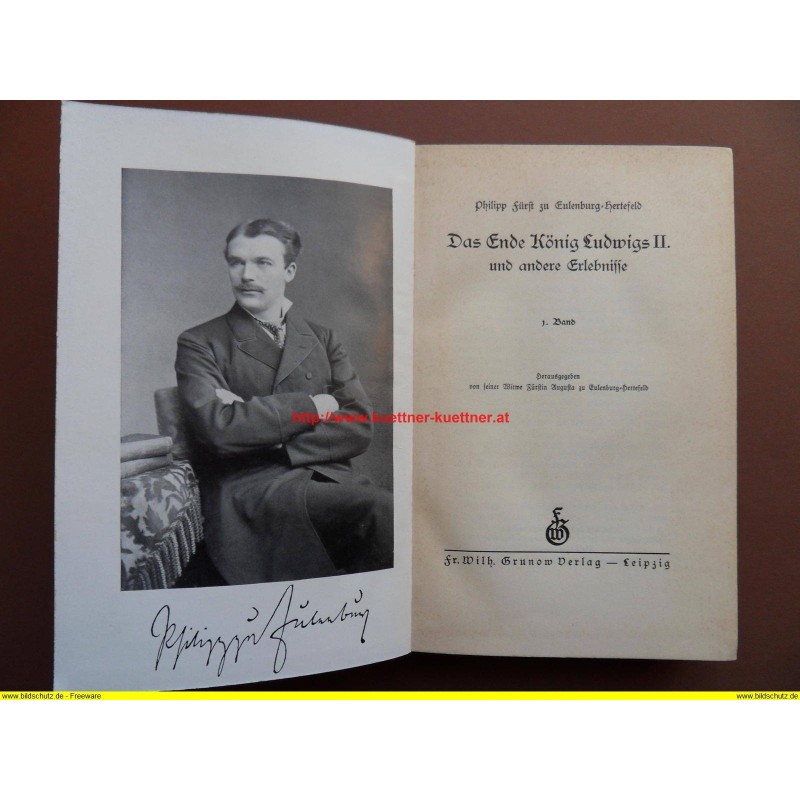 Philipp zu Eulenburg
Philipp Fürst zu Eulenburg-Hertefeld
Das Ende König Ludwigs II.
und andere Erlebnisse
1. Band
Herausgegeben
von seiner Witwe Fürstin Augusta zu Eulenburg-Hertefeld
http://www.kuettner-kuettner.at
FWG
Fr. Wilh. Grunow Verlag — Leipzig
www.bildschutz.de - Freeware
www.bildschutz.de